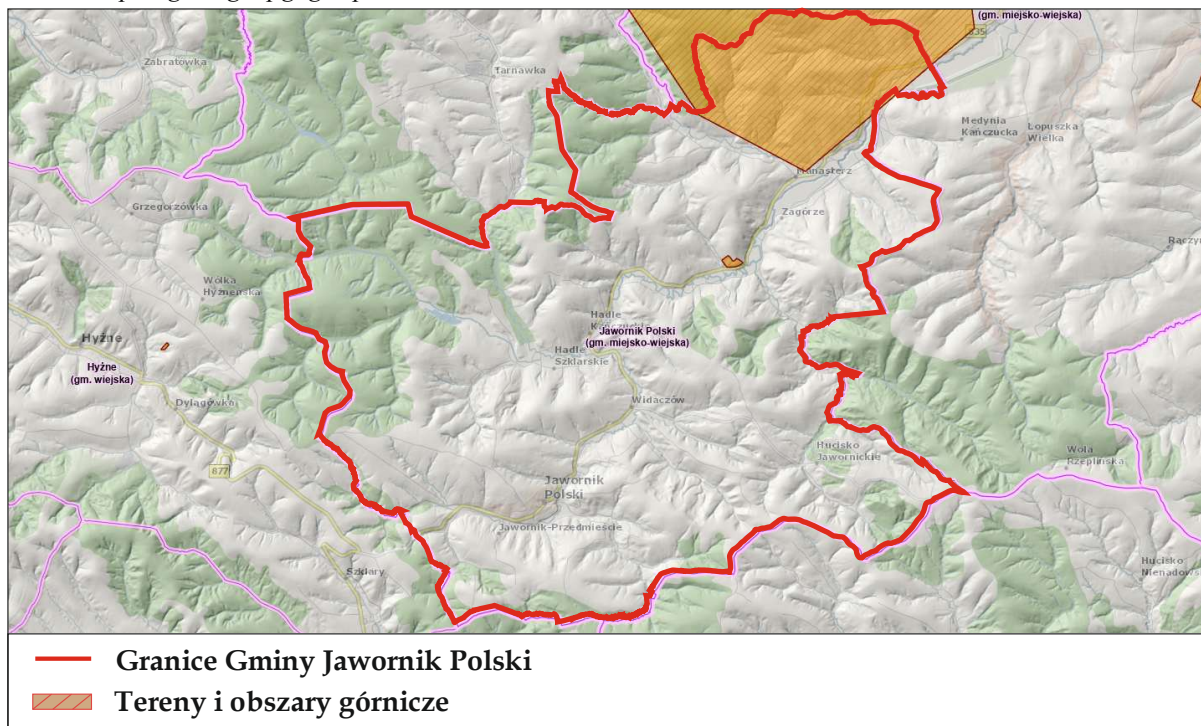 (gm. miejsko-wiejska)
835
Zabratówka
Tarnawka
Medynia
Kańczucka
Łopuszka
Wielka
Manasterz
Zagórze
Grzegorzówka
Wólka
Hyżneńska
Hyżne
Hyżne
(gm. wiejska)
Dylągówka
877
Hadle
Kańczuckie
Jawornik Polski
(gm. miejsko-wiejska)
Hadle
Szklarskie
Widaczów
Hucisko
Jawornickie
Wola
Rzeplińska
Jawornik
Polski
Jawornik-Przedmieście
Szklary
Hucisko
Granice Gminy Jawornik Polski
Tereny i obszary górnicze